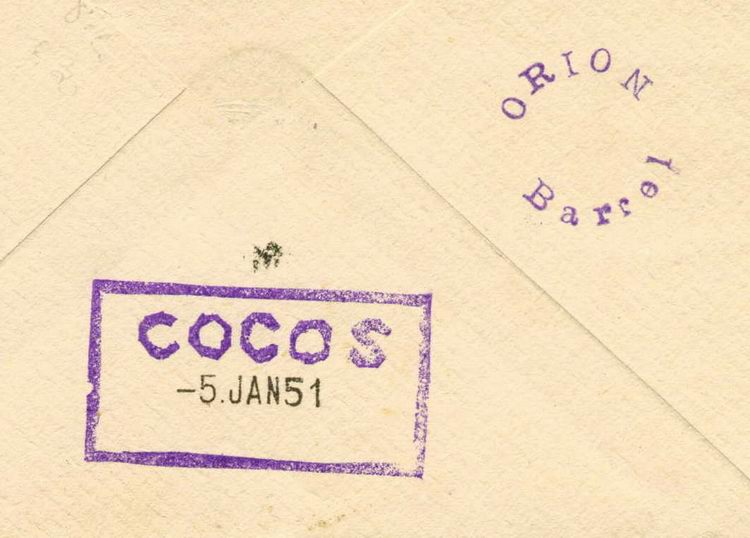 ORION
Barrel
COCOS
-5.JAN51